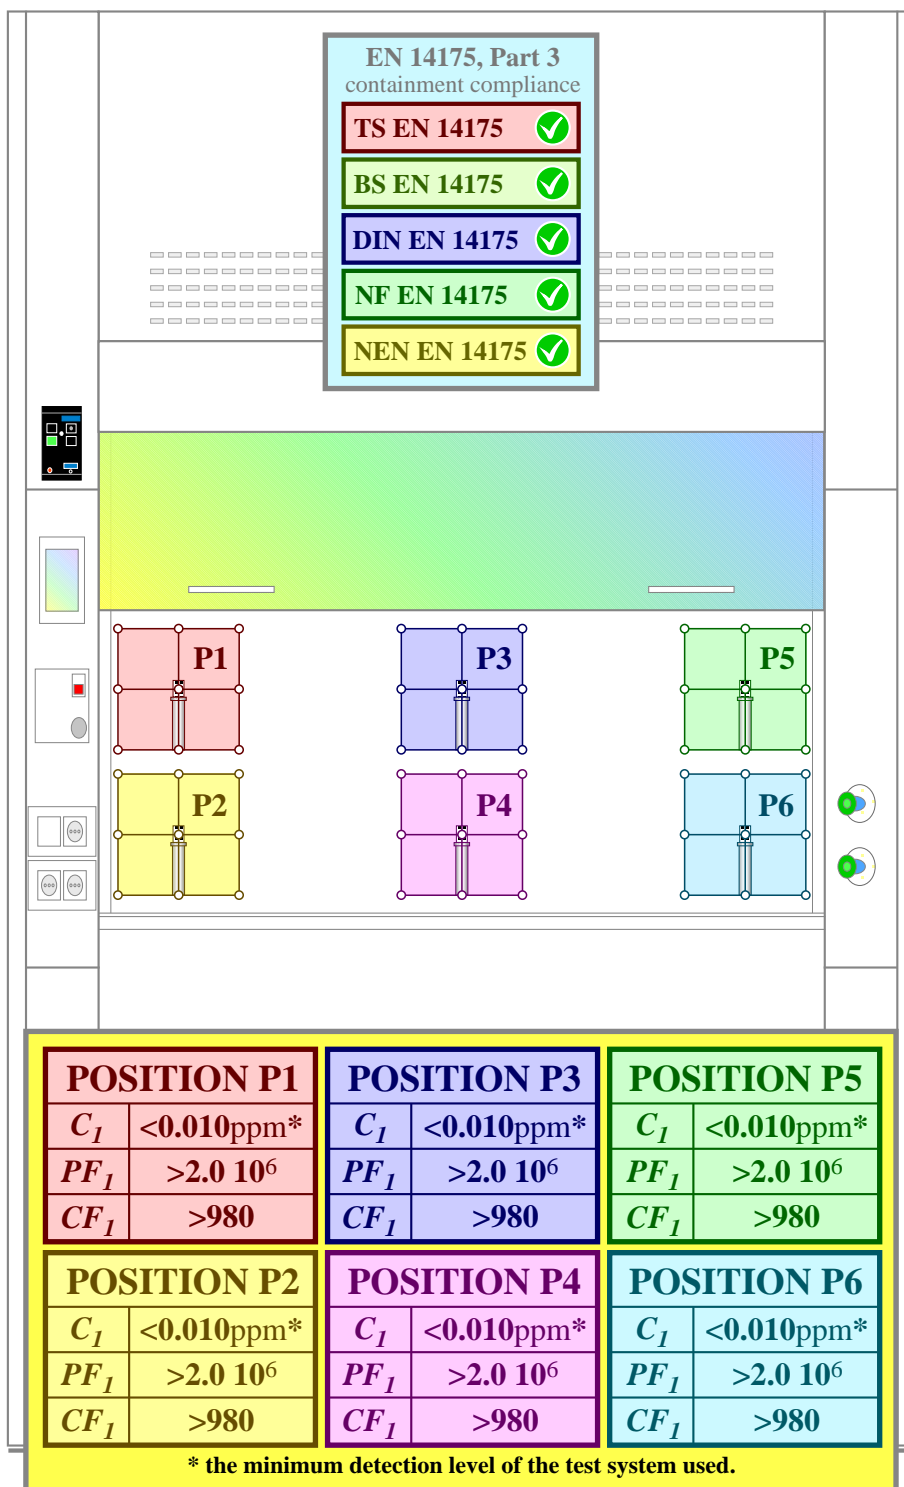 EN 14175, Part 3
containment compliance
TS EN 14175
BS EN 14175
DIN EN 14175
NF EN 14175
NEN EN 14175
P1
P3
P5
P2
P4
P6
POSITION P1
C₁ <0.010ppm*
PF₁ >2.0 10⁶
CF₁ >980
POSITION P3
C₁ <0.010ppm*
PF₁ >2.0 10⁶
CF₁ >980
POSITION P5
C₁ <0.010ppm*
PF₁ >2.0 10⁶
CF₁ >980
POSITION P2
C₁ <0.010ppm*
PF₁ >2.0 10⁶
CF₁ >980
POSITION P4
C₁ <0.010ppm*
PF₁ >2.0 10⁶
CF₁ >980
POSITION P6
C₁ <0.010ppm*
PF₁ >2.0 10⁶
CF₁ >980
* the minimum detection level of the test system used.